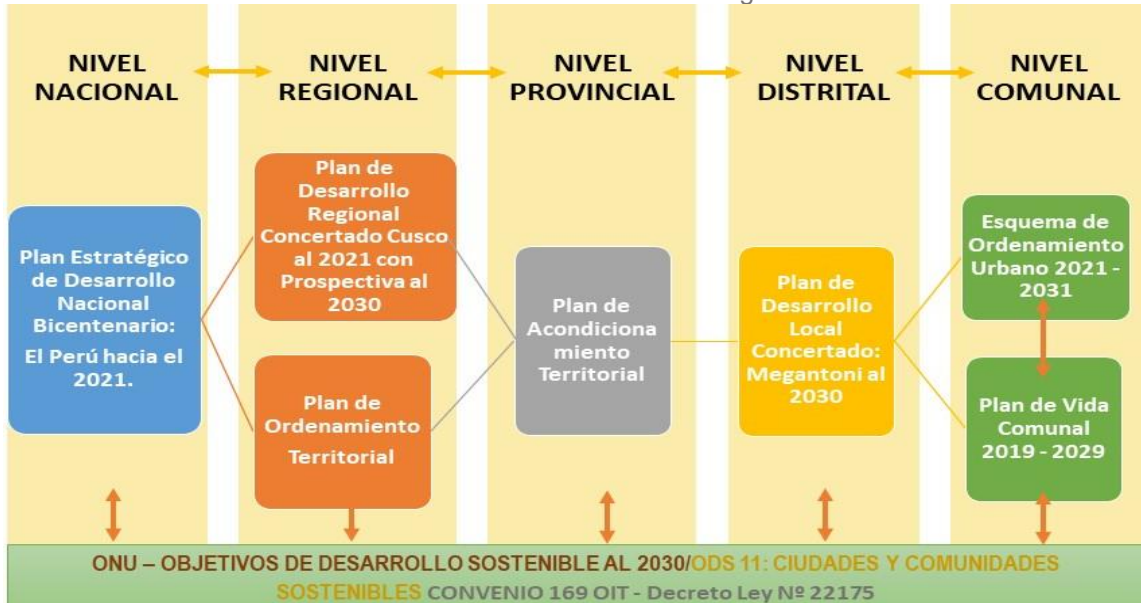 NIVEL
NACIONAL
NIVEL
REGIONAL
NIVEL
PROVINCIAL
NIVEL
DISTRITAL
NIVEL
COMUNAL
Plan Estratégico
de Desarrollo
Nacional
Bicentenario:
El Perú hacia el
2021.
Plan de
Desarrollo
Regional
Concertado Cusco
al 2021 con
Prospectiva al
2030
Plan de
Ordenamiento
Territorial
Plan de
Acondiciona
miento
Territorial
Plan de
Desarrollo
Local
Concertado:
Megantoni al
2030
Esquema de
Ordenamiento
Urbano 2021 -
2031
Plan de Vida
Comunal
2019 - 2029
ONU – OBJETIVOS DE DESARROLLO SOSTENIBLE AL 2030/ODS 11: CIUDADES Y COMUNIDADES
SOSTENIBLES CONVENIO 169 OIT - Decreto Ley Nº 22175